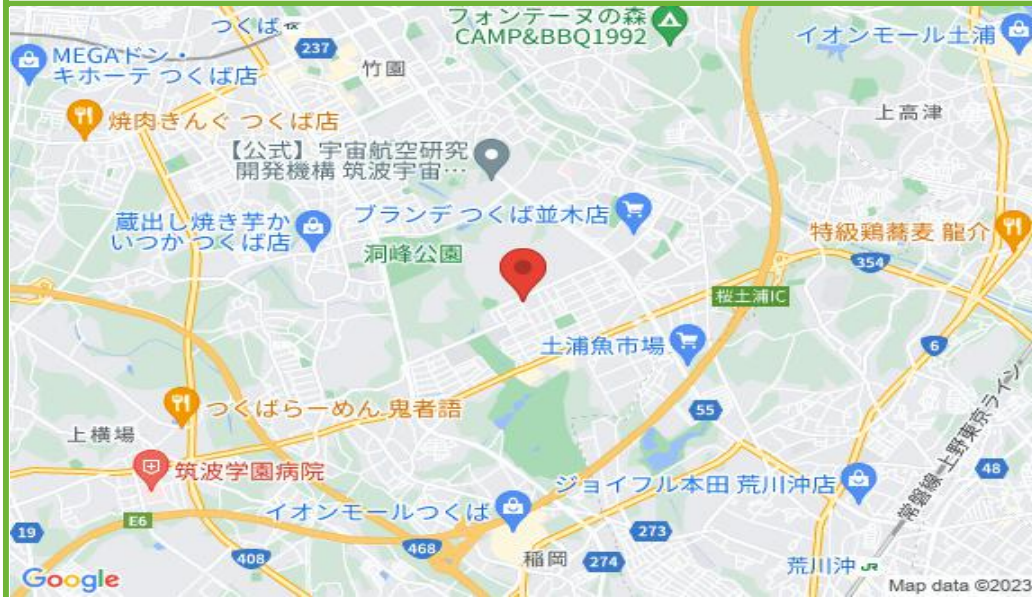 つくば
フォンテーヌの森
CAMP&BBQ1992
イオンモール土浦
MEGAドン・
キホーテ つくば店
237
竹園
上高津
焼肉きんぐ つくば店
【公式】宇宙航空研究
開発機構 筑波宇宙…
蔵出し焼き芋か
いつか つくば店
ブランデ つくば並木店
特級鶏蕎麦 龍介
洞峰公園
354
桜土浦IC
土浦魚市場
6
つくばらーめん 鬼者語
55
上横場
筑波学園病院
ジョイフル本田 荒川沖店
常磐線-上野東京ライン
48
イオンモールつくば
E6
19
408
468
273
稲岡
274
荒川沖 JR
Google
Map data ©2023